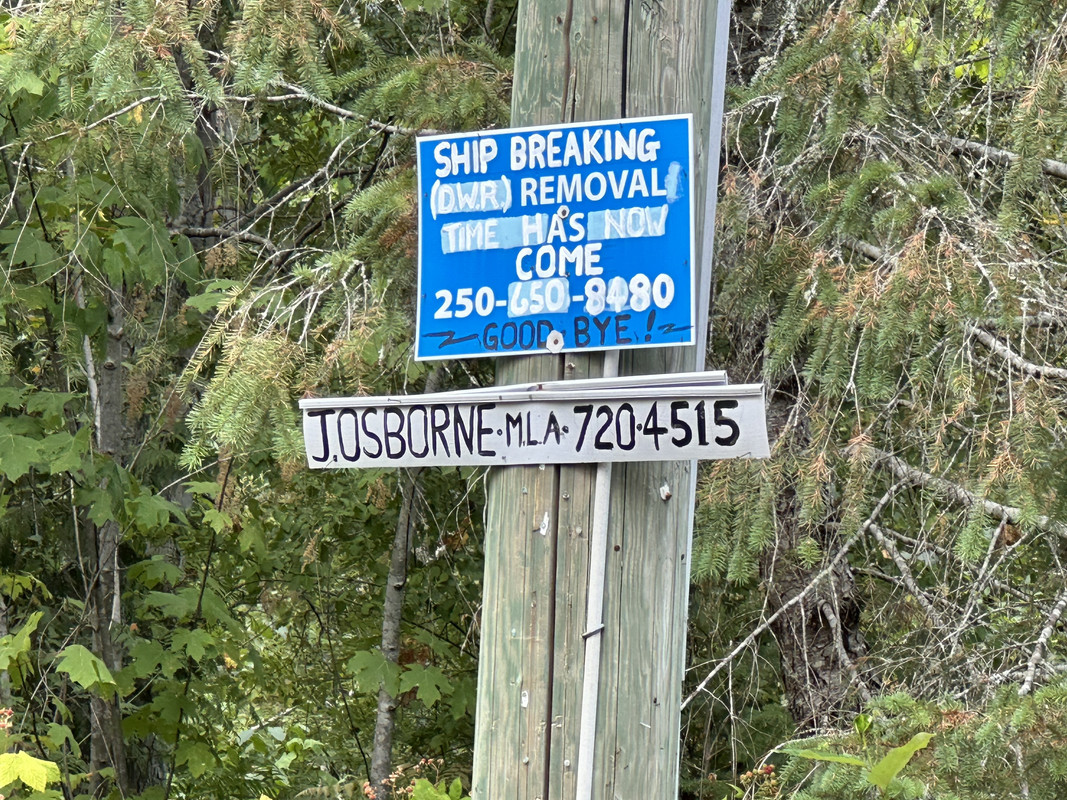 SHIP BREAKING
(D.W.R.) REMOVAL
TIME HAS NOW
COME
250-650-8480
GOOD BYE!
J.OSBORNE·M.L.A·720·4515